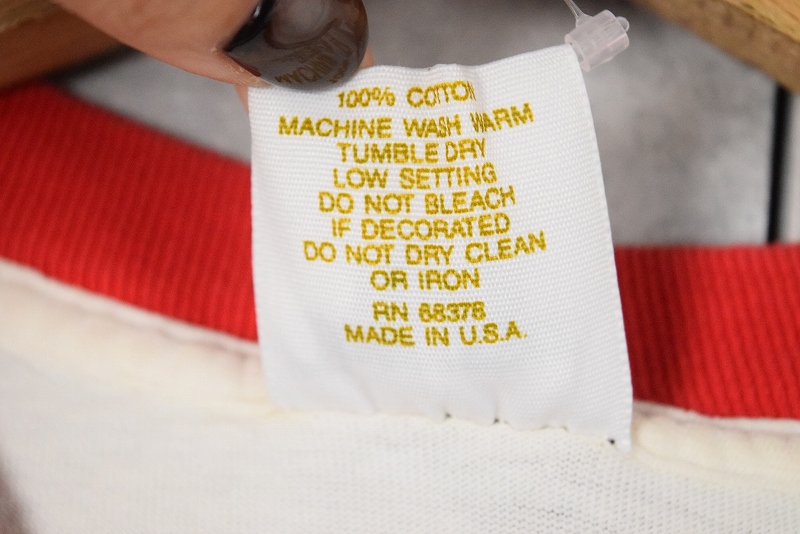 100% COTTON
MACHINE WASH WARM
TUMBLE DRY
LOW SETTING
DO NOT BLEACH
IF DECORATED
DO NOT DRY CLEAN
OR IRON
RN 68378
MADE IN U.S.A.